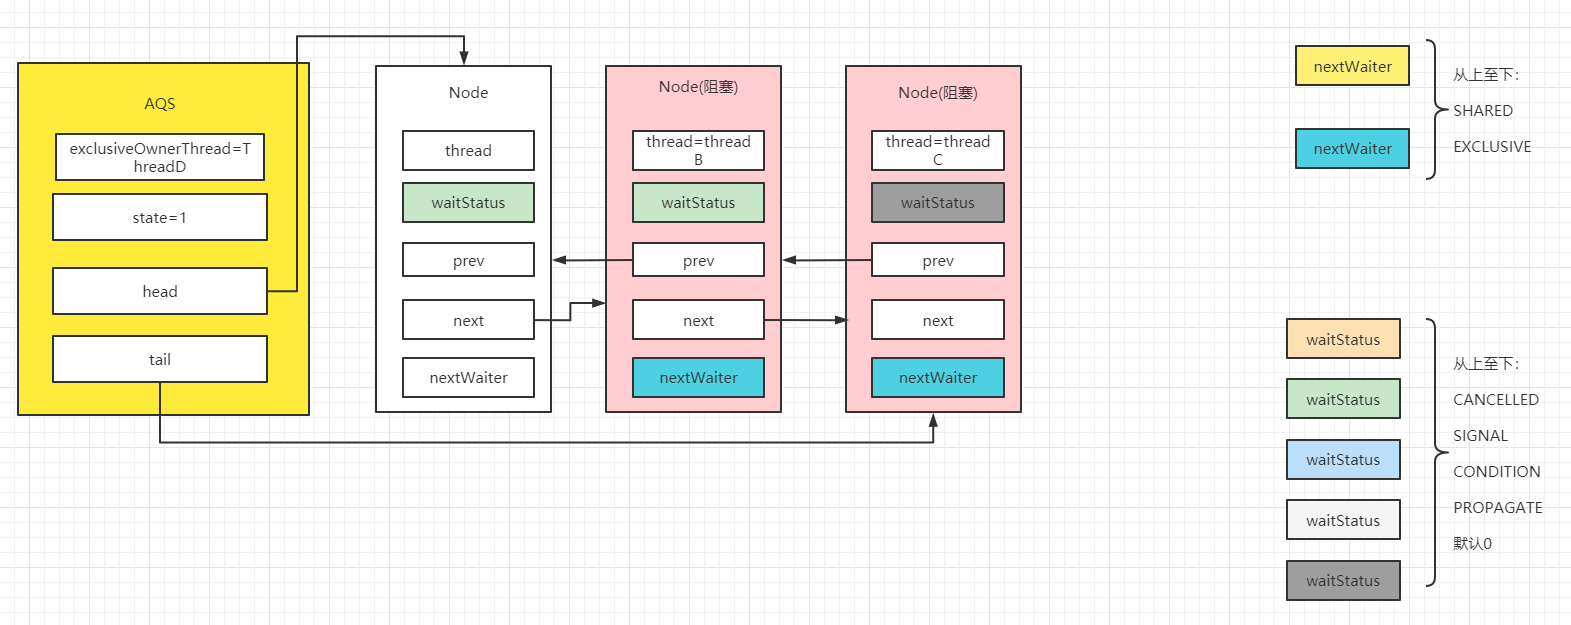 AQS
exclusiveOwnerThread=T
hreadD
state=1
head
tail
Node
thread
waitStatus
prev
next
nextWaiter
Node(阻塞)
thread=thread
B
waitStatus
prev
next
nextWaiter
Node(阻塞)
thread=thread
C
waitStatus
prev
next
nextWaiter
nextWaiter
nextWaiter
从上至下:
SHARED
EXCLUSIVE
waitStatus
waitStatus
waitStatus
waitStatus
waitStatus
从上至下:
CANCELLED
SIGNAL
CONDITION
PROPAGATE
默认0